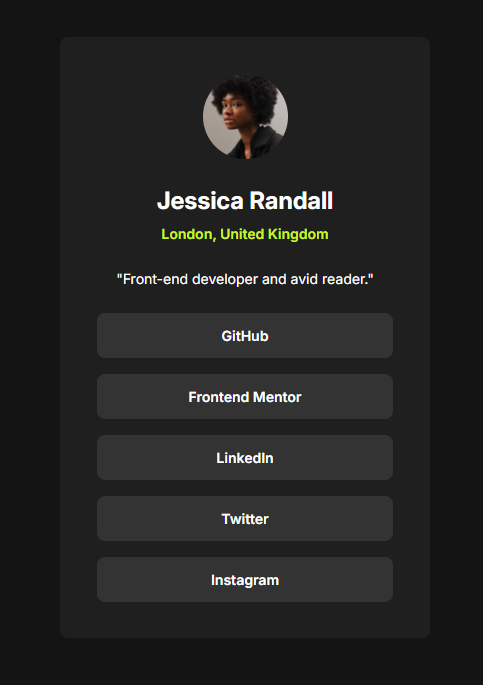 Jessica Randall
London, United Kingdom
"Front-end developer and avid reader."
GitHub
Frontend Mentor
LinkedIn
Twitter
Instagram